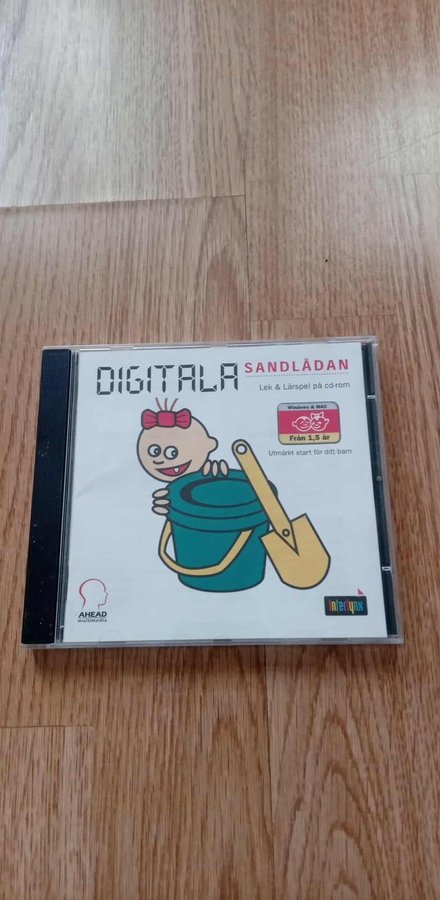 DIGITALA SANDLÅDAN
Lek & Lärspel på cd-rom
Windows & MAC
Från 1,5 år
Utmärkt start för ditt barn
AHEAD
multimedia
interlynx